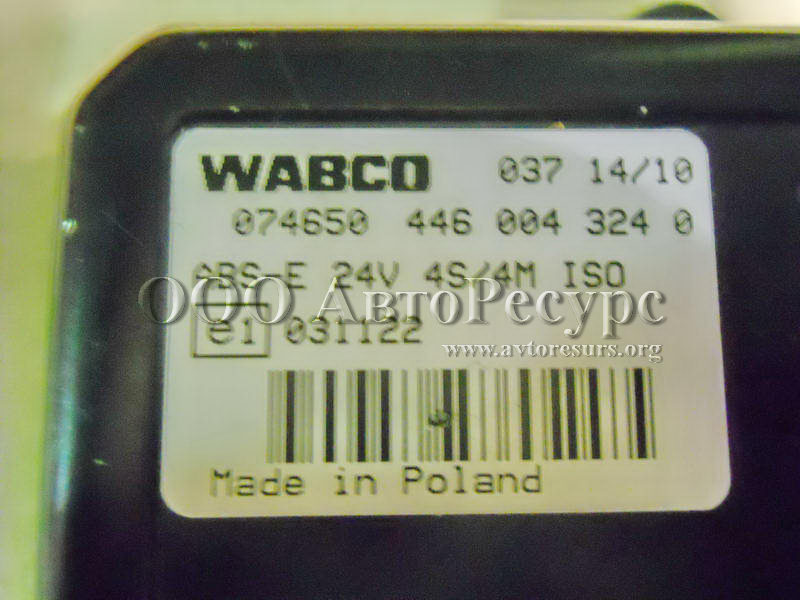 WABCO 037 14/10
074650 446 004 324 0
ABS-E 24V 4S/4M ISO
ООО АвтоРесурс
e1 031122
www.avtoresurs.org
Made in Poland